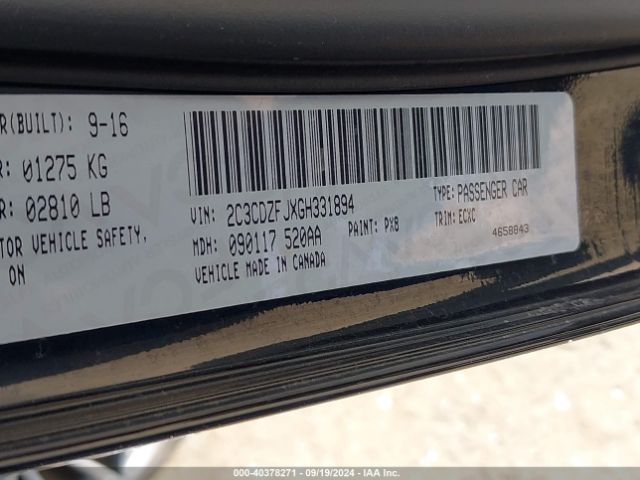 R(BUILT): 9-16
R: 01275 KG
R: 02810 LB
TOR VEHICLE SAFETY,
ON
VIN: 2C3CDZFJXGH331894
MDH: 090117 520AA
PAINT: PX8
VEHICLE MADE IN CANADA
TYPE: PASSENGER CAR
TRIM: ECXC
4658843
000-40378271 - 09/19/2024 - IAA Inc.